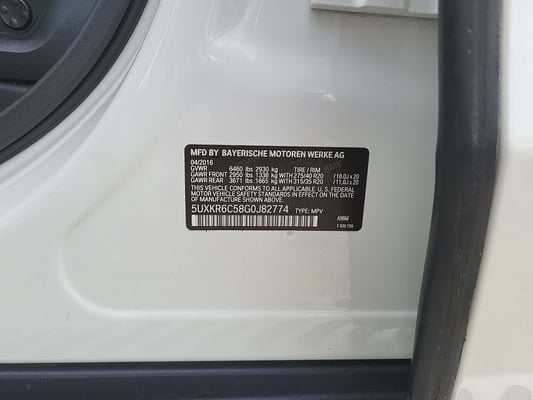 MFD BY BAYERISCHE MOTOREN WERKE AG
04/2016
GVWR 6460 lbs 2930 kg TIRE / RIM
GAWR FRONT 2950 lbs 1338 kg WITH 275/40 R20 /10.0J x 20
GAWR REAR 3671 lbs 1665 kg WITH 315/35 R20 /11.0J x 20
THIS VEHICLE CONFORMS TO ALL APPLICABLE U. S. FEDERAL
MOTOR VEHICLE SAFETY STANDARDS IN EFFECT ON THE DATE
OF MANUFACTURE SHOWN ABOVE.
5UXKR6C58G0J82774 TYPE: MPV
A96M